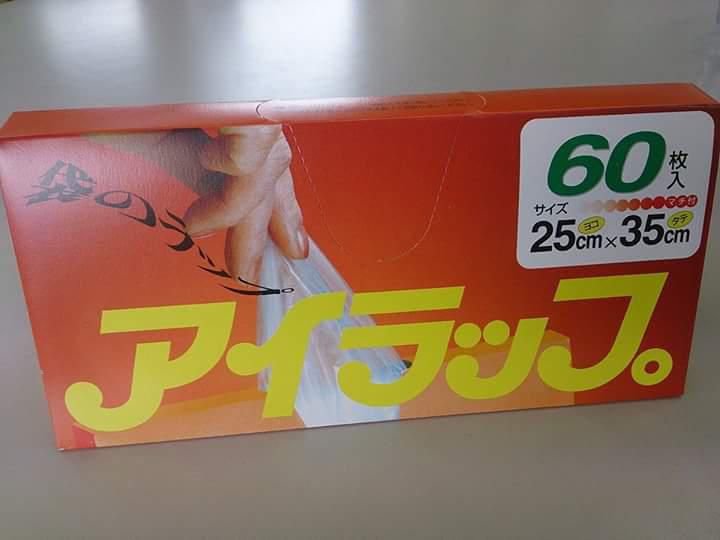 袋のラップ。
アイラップ。
60枚入
サイズ マチ付
25cm ヨコ × 35cm タテ